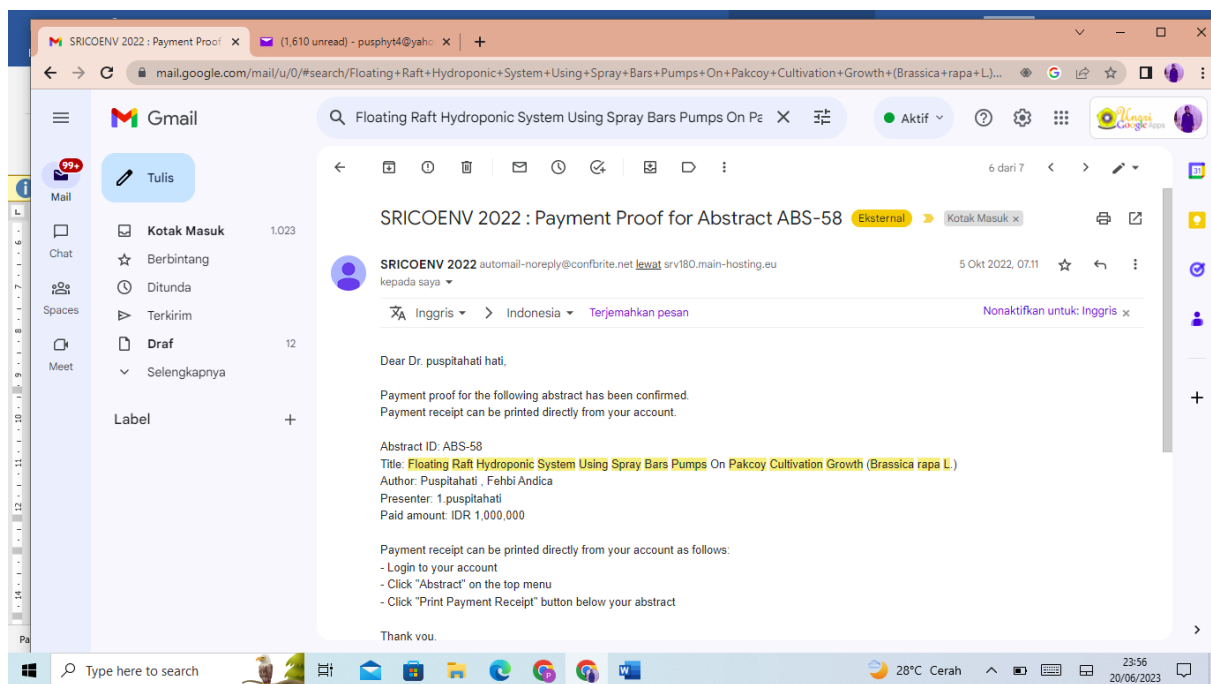 SRICOENV 2022 : Payment Proof
(1,610 unread) - pusphyt4@yaho
mail.google.com/mail/u/0/#search/Floating+Raft+Hydroponic+System+Using+Spray+Bars+Pumps+On+Pakcoy+Cultivation+Growth+(Brassica+rapa+L.)...
Gmail
Floating Raft Hydroponic System Using Spray Bars Pumps On Pa
Aktif
Google Apps
99+
Mail
Chat
Spaces
Meet
Tulis
Kotak Masuk 1.023
Berbintang
Ditunda
Terkirim
Draf 12
Selengkapnya
Label
6 dari 7
SRICOENV 2022 : Payment Proof for Abstract ABS-58 Eksternal Kotak Masuk ×
SRICOENV 2022 automail-noreply@confbrite.net lewat srv180.main-hosting.eu 5 Okt 2022, 07.11
kepada saya
Inggris > Indonesia Terjemahkan pesan Nonaktifkan untuk: Inggris ×
Dear Dr. puspitahati hati,
Payment proof for the following abstract has been confirmed.
Payment receipt can be printed directly from your account.
Abstract ID: ABS-58
Title: Floating Raft Hydroponic System Using Spray Bars Pumps On Pakcoy Cultivation Growth (Brassica rapa L.)
Author: Puspitahati , Fehbi Andica
Presenter: 1.puspitahati
Paid amount: IDR 1,000,000
Payment receipt can be printed directly from your account as follows:
- Login to your account
- Click "Abstract" on the top menu
- Click "Print Payment Receipt" button below your abstract
Thank you.
31
Pa
Type here to search
28°C Cerah
23:56
20/06/2023